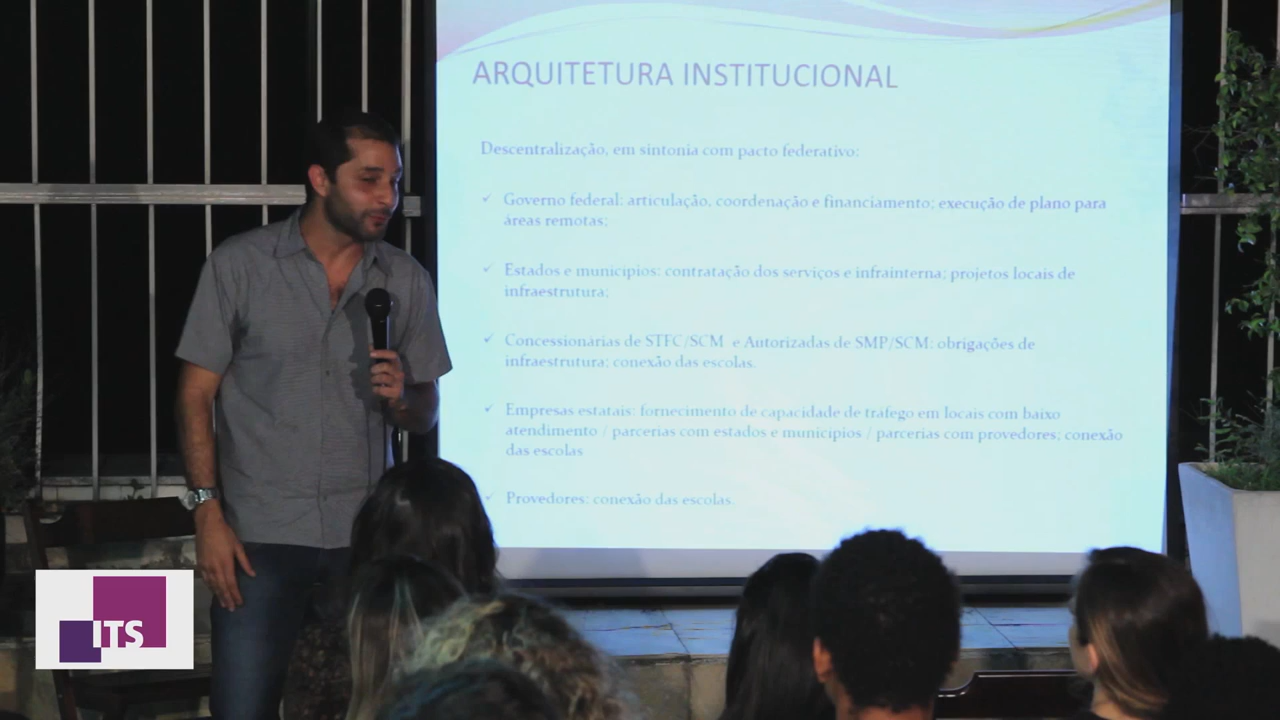 ARQUITETURA INSTITUCIONAL
Descentralização, em sintonia com pacto federativo:
Governo federal: articulação, coordenação e financiamento; execução de plano para
áreas remotas;
Estados e municípios: contratação dos serviços e infrainterna; projetos locais de
infraestrutura;
Concessionárias de STFC/SCM e Autorizadas de SMP/SCM: obrigações de
infraestrutura; conexão das escolas.
Empresas estatais: fornecimento de capacidade de tráfego em locais com baixo
atendimento / parcerias com estados e municípios / parcerias com provedores; conexão
das escolas
Provedores: conexão das escolas.
ITS